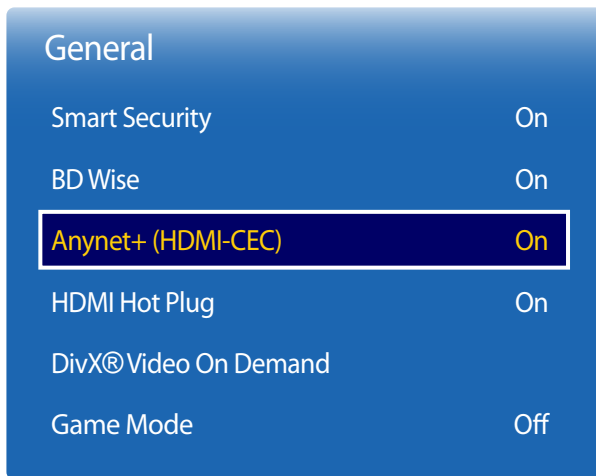 General
Smart Security On
BD Wise On
Anynet+ (HDMI-CEC) On
HDMI Hot Plug On
DivX® Video On Demand
Game Mode Off